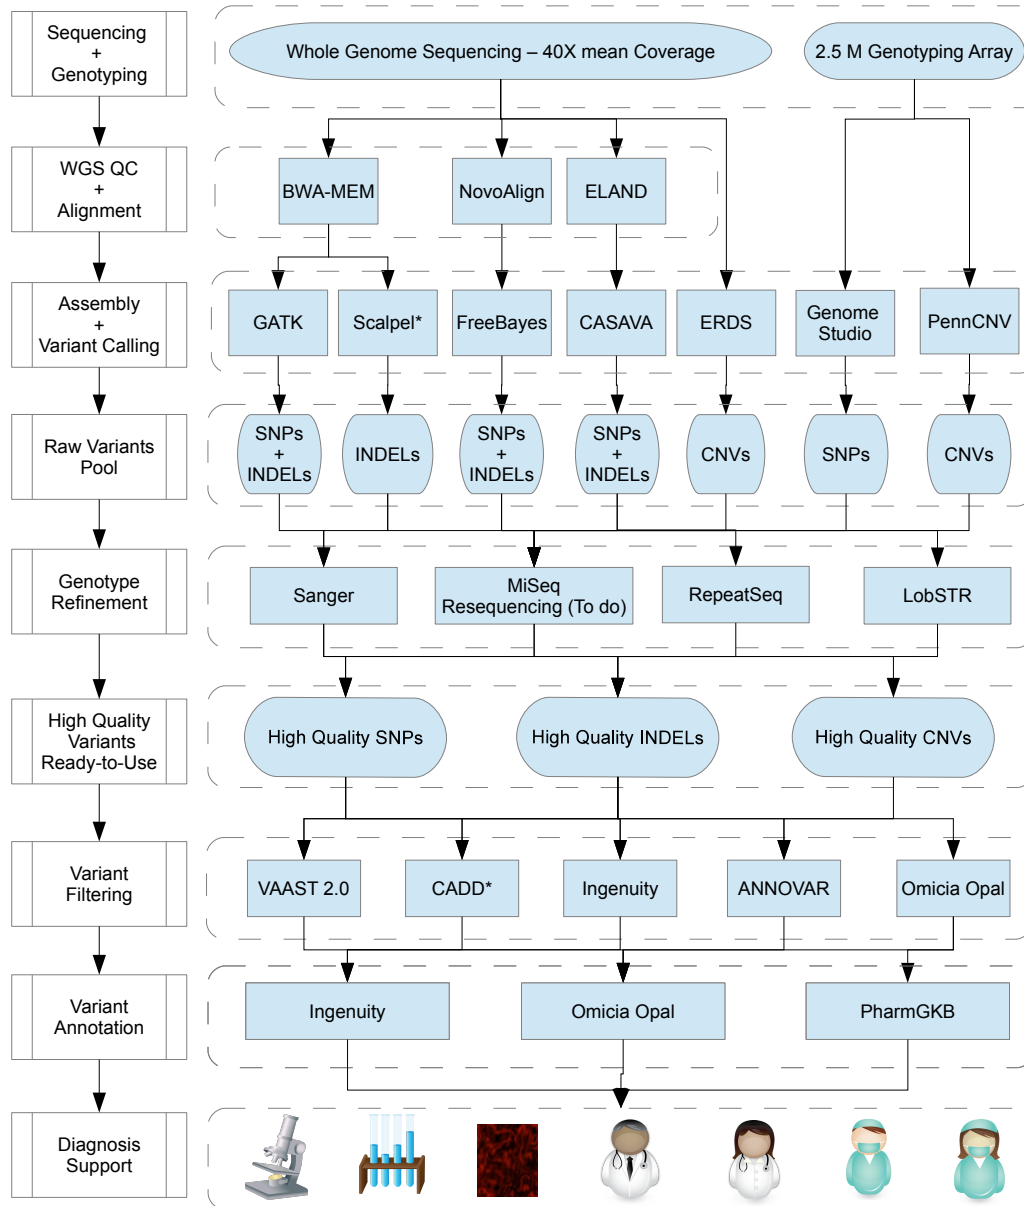 Sequencing
+
Genotyping
Whole Genome Sequencing – 40X mean Coverage
2.5 M Genotyping Array
WGS QC
+
Alignment
BWA-MEM
NovoAlign
ELAND
Assembly
+
Variant Calling
GATK
Scalpel*
FreeBayes
CASAVA
ERDS
Genome
Studio
PennCNV
Raw Variants
Pool
SNPs
+
INDELs
INDELs
SNPs
+
INDELs
SNPs
+
INDELs
CNVs
SNPs
CNVs
Genotype
Refinement
Sanger
MiSeq
Resequencing (To do)
RepeatSeq
LobSTR
High Quality
Variants
Ready-to-Use
High Quality SNPs
High Quality INDELs
High Quality CNVs
Variant
Filtering
VAAST 2.0
CADD*
Ingenuity
ANNOVAR
Omicia Opal
Variant
Annotation
Ingenuity
Omicia Opal
PharmGKB
Diagnosis
Support